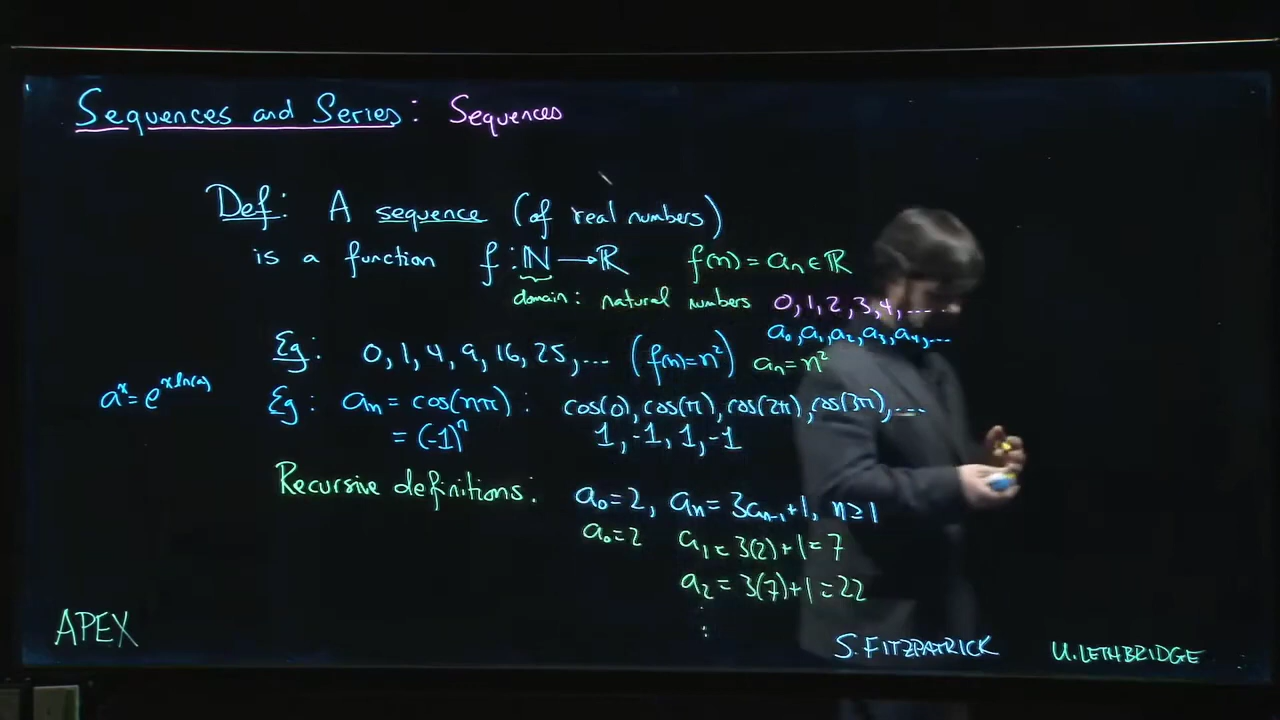 Sequences and Series: Sequences
Def: A sequence (of real numbers)
is a function f: ℕ → ℝ f(n) = aₙ ∈ ℝ
domain: natural numbers 0, 1, 2, 3, 4, ....
a₀, a₁, a₂, a₃, a₄, ...
Eg: 0, 1, 4, 9, 16, 25, ... (f(n)=n²) aₙ = n²
aˣ = e^(x ln(a))
Eg: aₙ = cos(nπ): cos(0), cos(π), cos(2π), cos(3π), ...
= (-1)ⁿ 1, -1, 1, -1
Recursive definitions: a₀=2, aₙ = 3aₙ₋₁+1, n≥1
a₀=2 a₁ = 3(2)+1 = 7
a₂ = 3(7)+1 = 22
⋮
APEX
S. FITZPATRICK
U. LETHBRIDGE